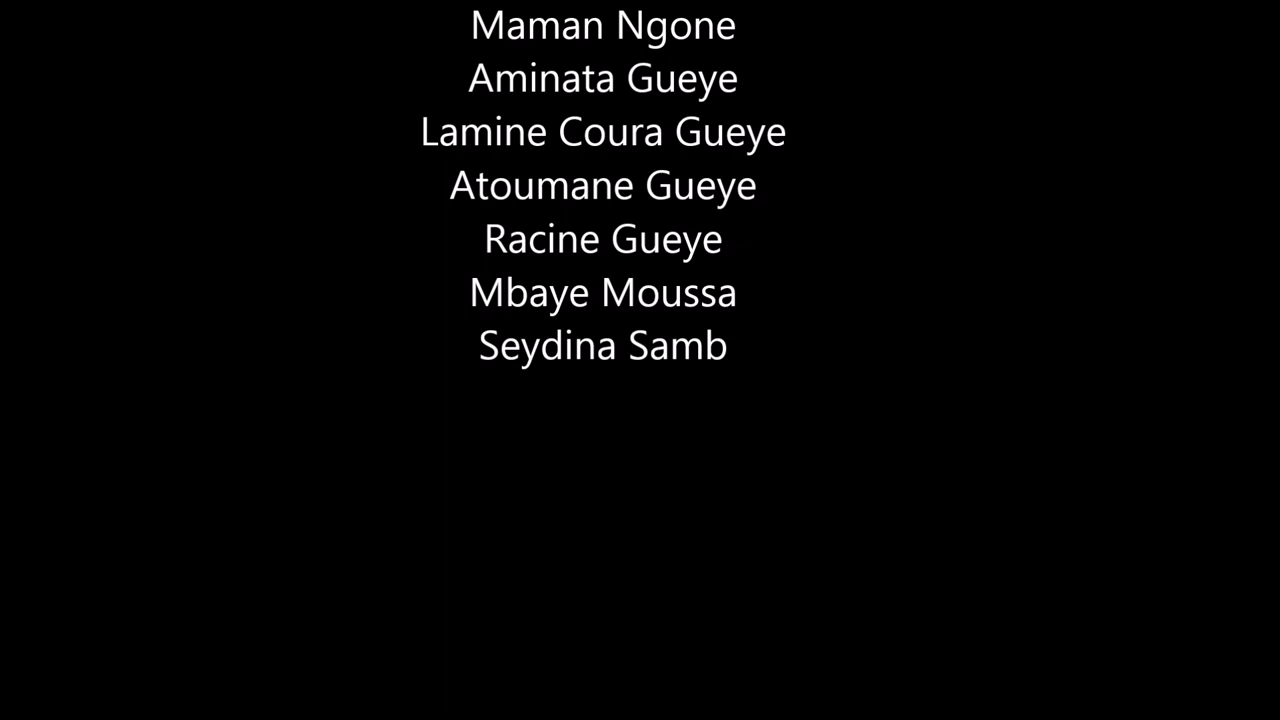 Maman Ngone
Aminata Gueye
Lamine Coura Gueye
Atoumane Gueye
Racine Gueye
Mbaye Moussa
Seydina Samb